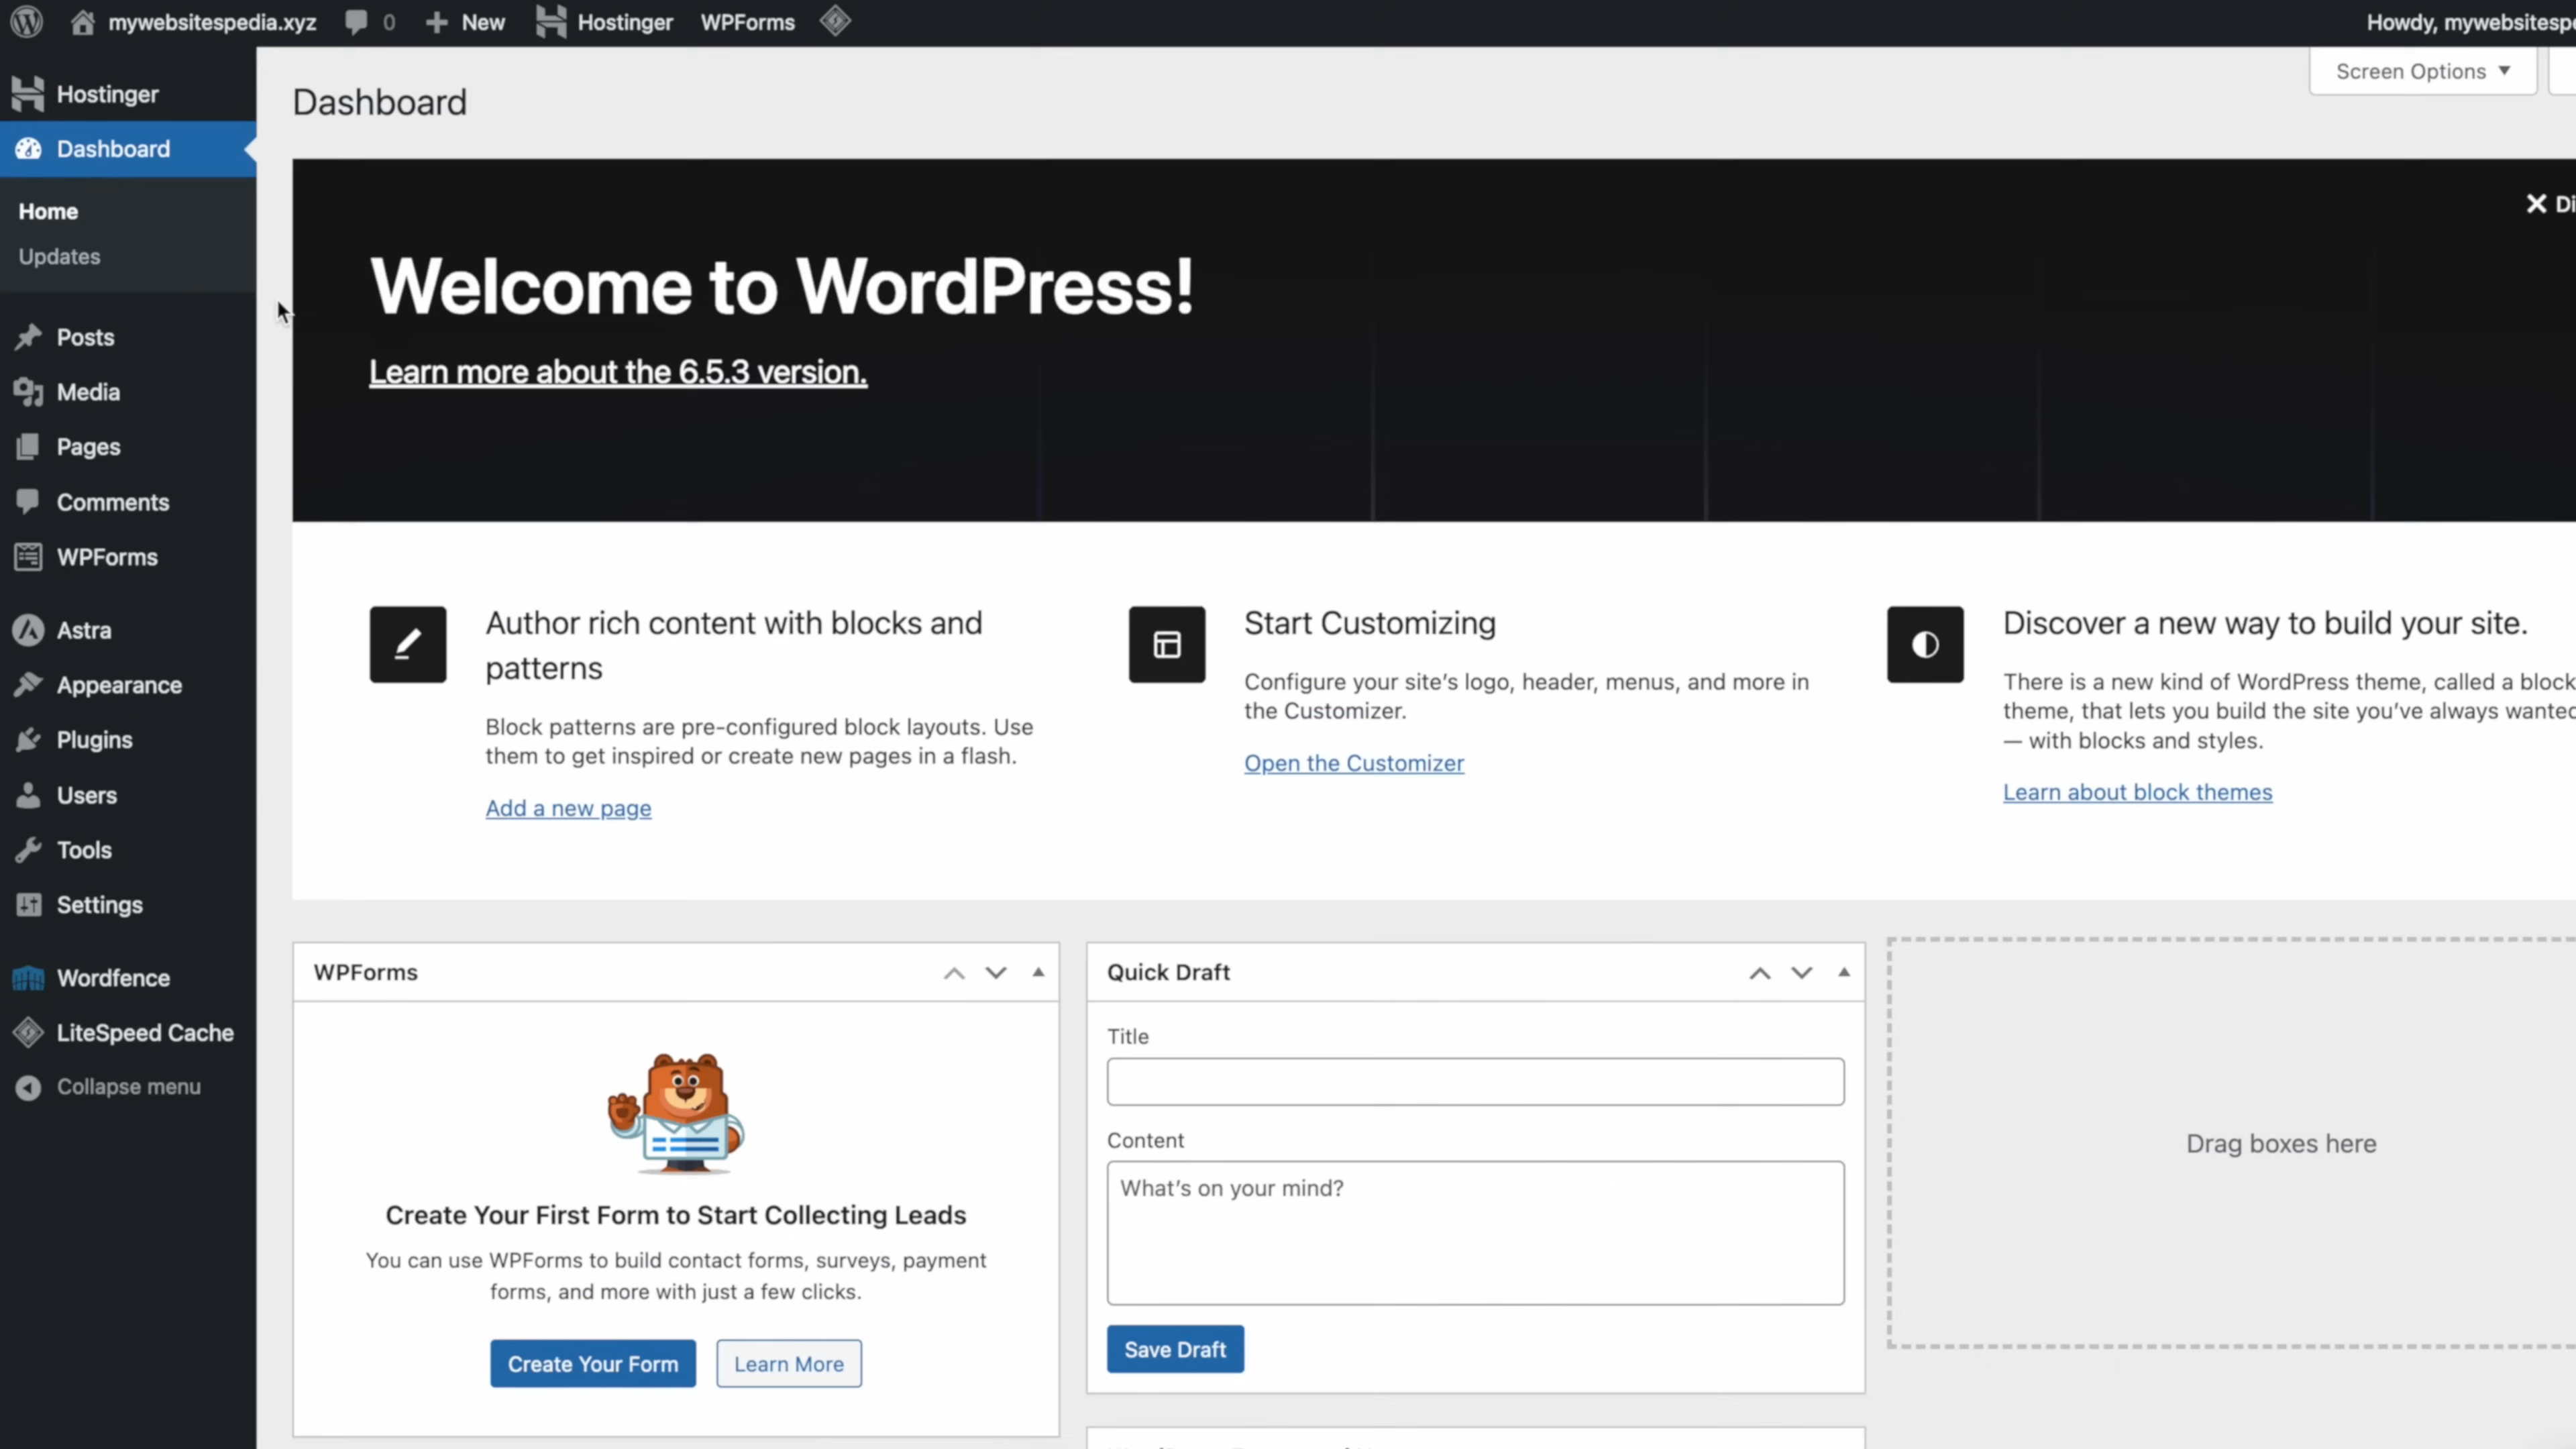 mywebsitespedia.xyz 0 New Hostinger WPForms
Howdy, mywebsitespe
Hostinger
Dashboard
Home
Updates
Posts
Media
Pages
Comments
WPForms
Astra
Appearance
Plugins
Users
Tools
Settings
Wordfence
LiteSpeed Cache
Collapse menu
Screen Options
Dashboard
Di
Welcome to WordPress!
Learn more about the 6.5.3 version.
Author rich content with blocks and
patterns
Block patterns are pre-configured block layouts. Use
them to get inspired or create new pages in a flash.
Add a new page
Start Customizing
Configure your site's logo, header, menus, and more in
the Customizer.
Open the Customizer
Discover a new way to build your site.
There is a new kind of WordPress theme, called a block
theme, that lets you build the site you've always wanted
— with blocks and styles.
Learn about block themes
WPForms
Create Your First Form to Start Collecting Leads
You can use WPForms to build contact forms, surveys, payment
forms, and more with just a few clicks.
Create Your Form
Learn More
Quick Draft
Title
Content
What's on your mind?
Save Draft
Drag boxes here